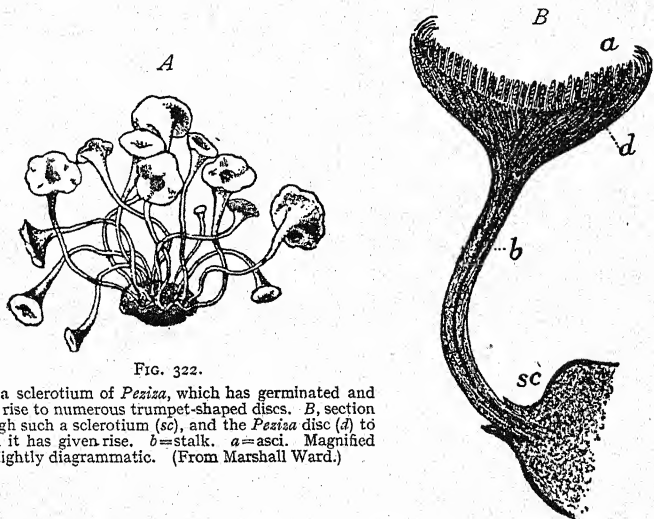 A
B
a
d
b
sc
FIG. 322.
a sclerotium of Peziza, which has germinated and
rise to numerous trumpet-shaped discs. B, section
gh such a sclerotium (sc), and the Peziza disc (d) to
it has given rise. b=stalk. a=asci. Magnified
ightly diagrammatic. (From Marshall Ward.)